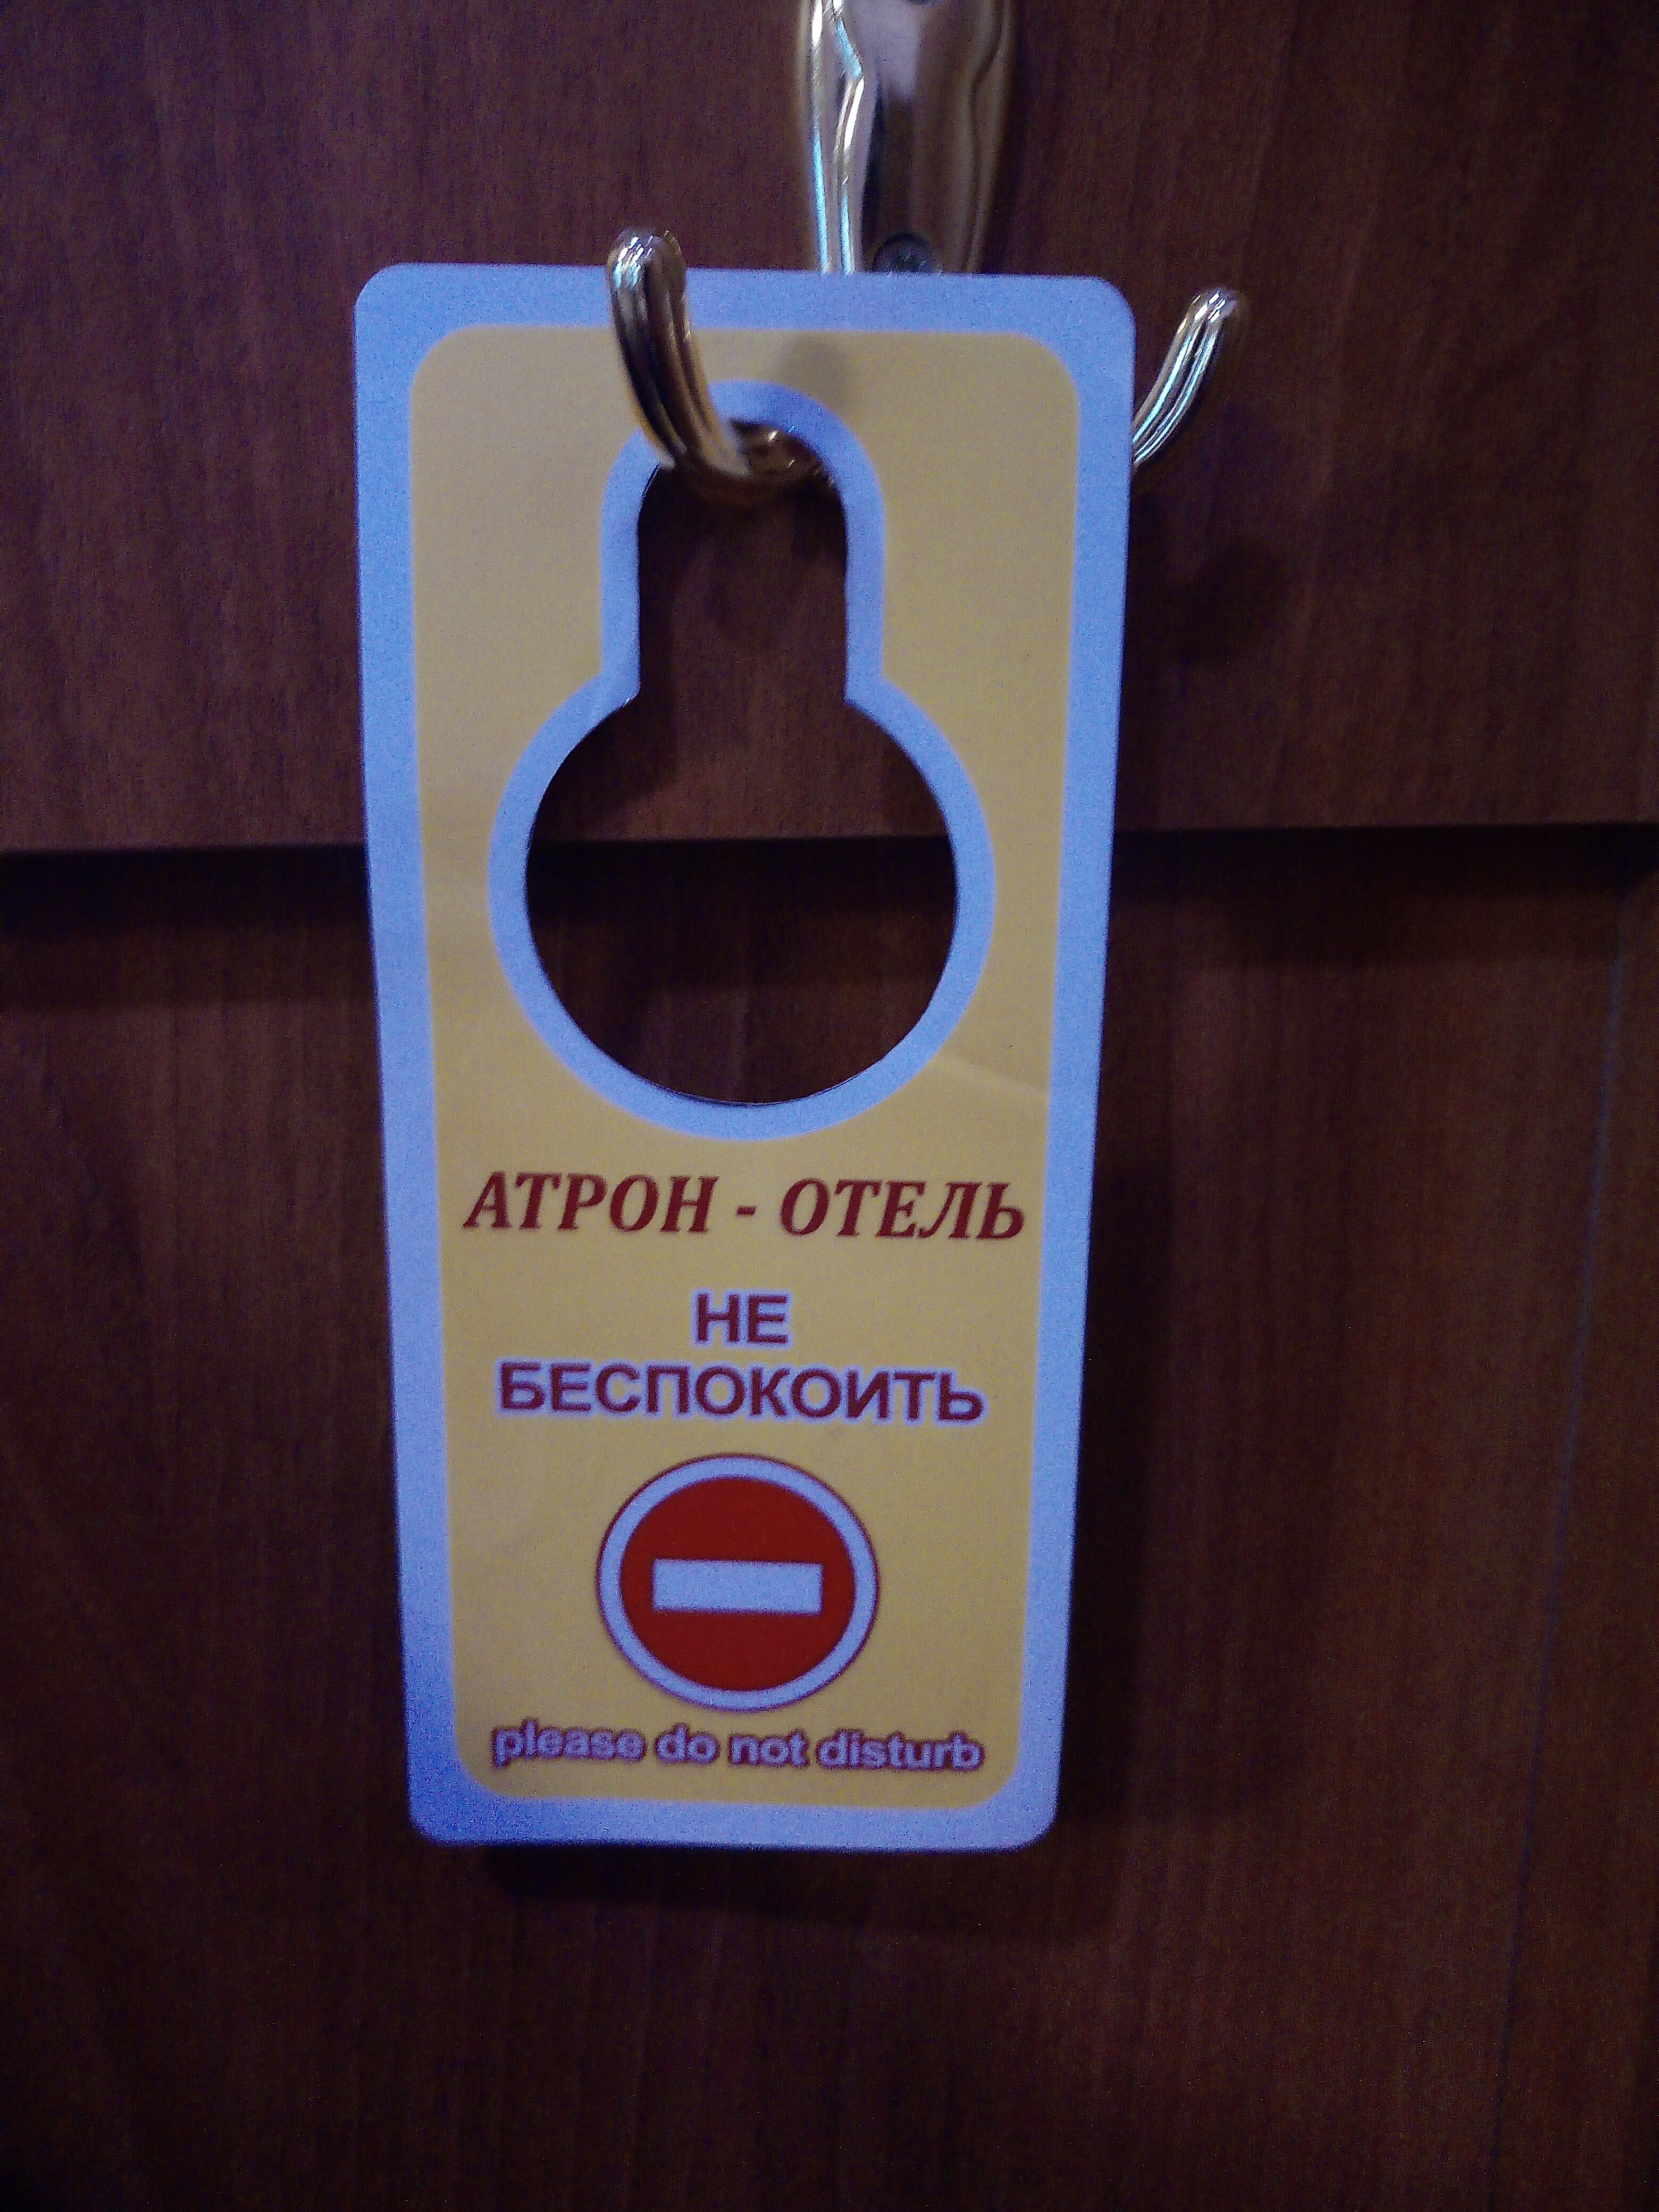 АТРОН - ОТЕЛЬ
НЕ
БЕСПОКОИТЬ
please do not disturb